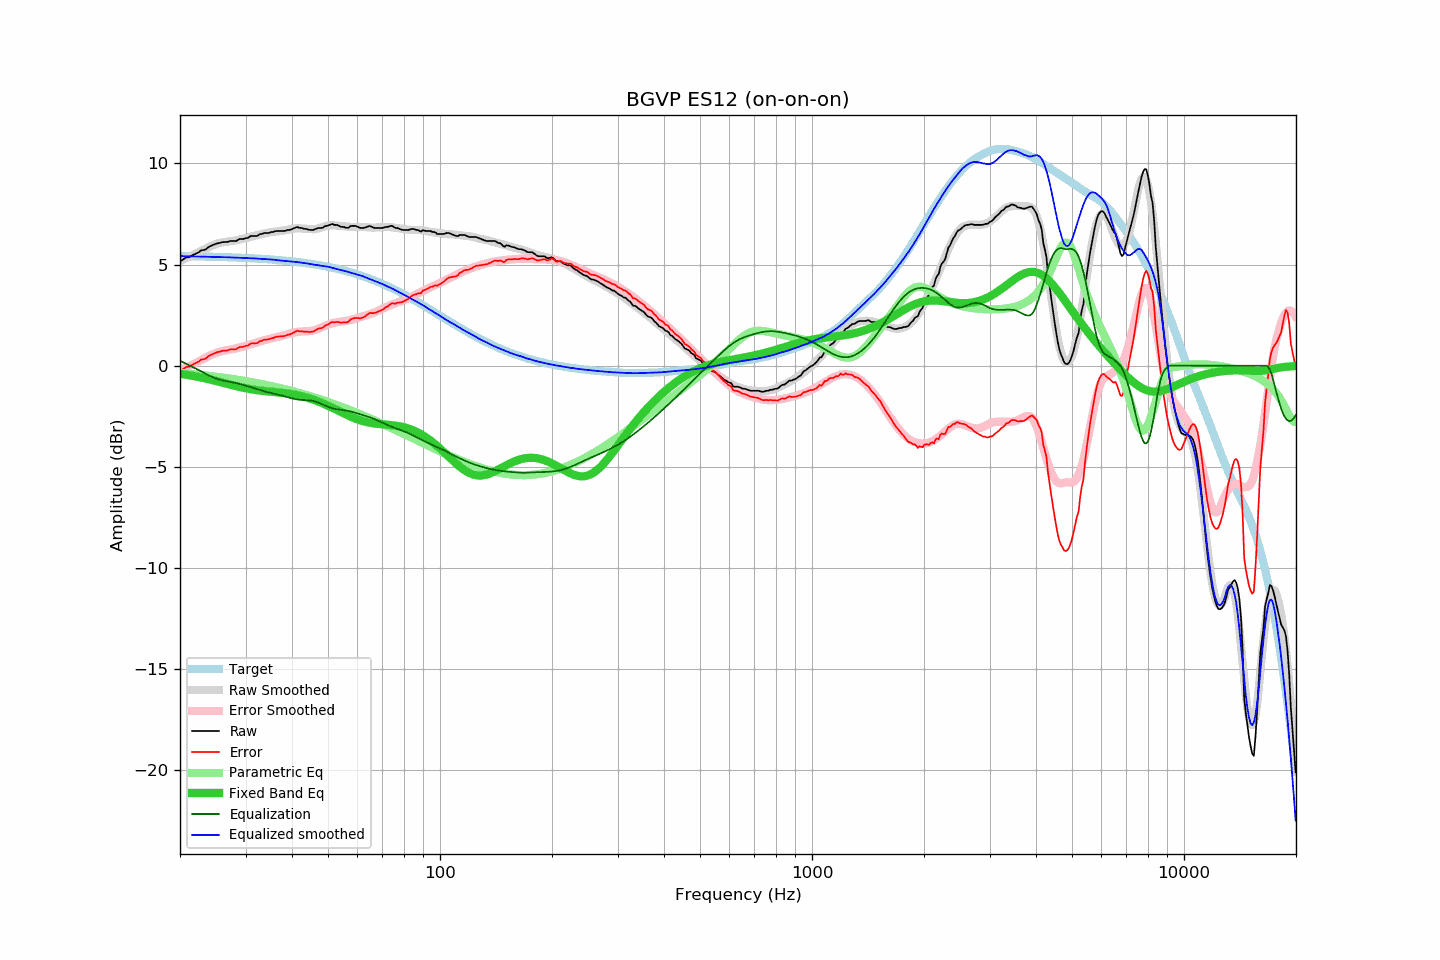 BGVP ES12 (on-on-on)
10
5
0
−5
−10
−15
−20
Amplitude (dBr)
Target
Raw Smoothed
Error Smoothed
Raw
Error
Parametric Eq
Fixed Band Eq
Equalization
Equalized smoothed
100
1000
10000
Frequency (Hz)